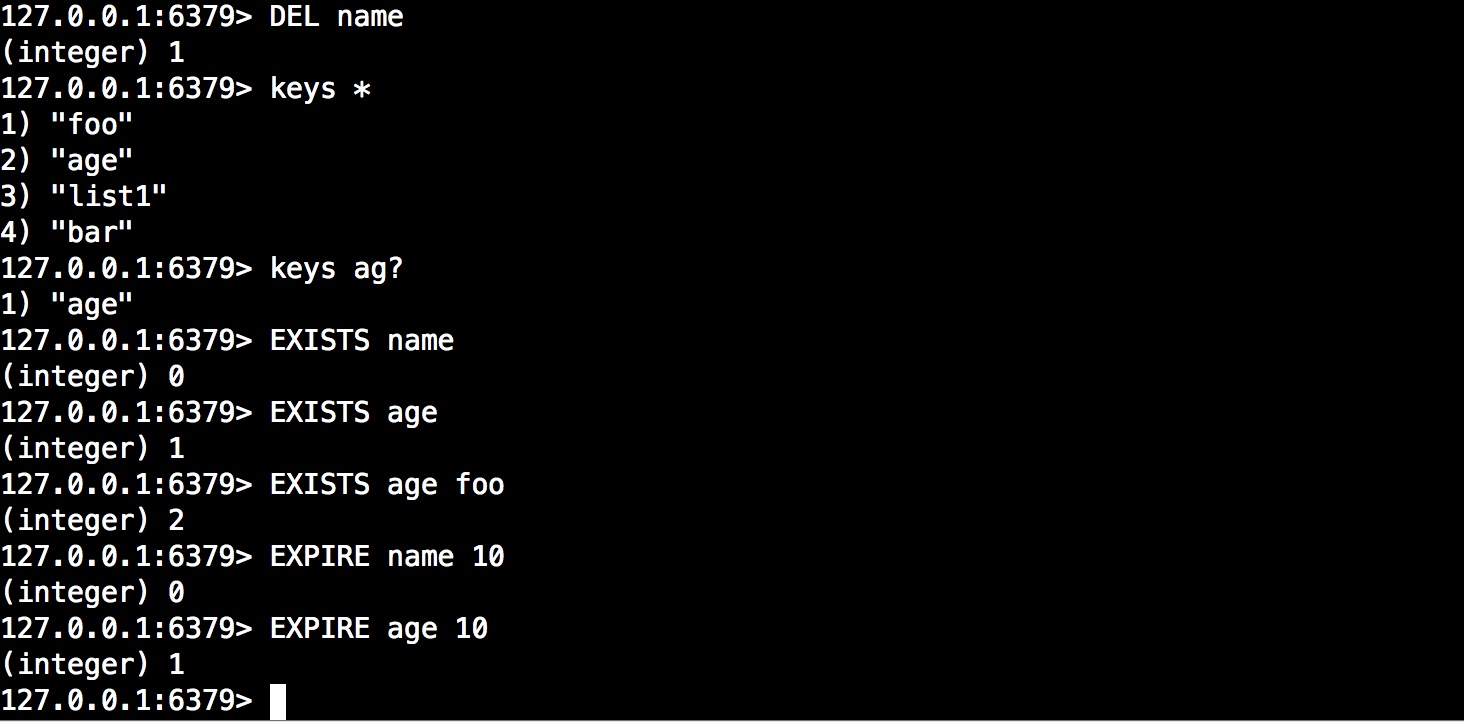 127.0.0.1:6379> DEL name
(integer) 1
127.0.0.1:6379> keys *
1) "foo"
2) "age"
3) "list1"
4) "bar"
127.0.0.1:6379> keys ag?
1) "age"
127.0.0.1:6379> EXISTS name
(integer) 0
127.0.0.1:6379> EXISTS age
(integer) 1
127.0.0.1:6379> EXISTS age foo
(integer) 2
127.0.0.1:6379> EXPIRE name 10
(integer) 0
127.0.0.1:6379> EXPIRE age 10
(integer) 1
127.0.0.1:6379>